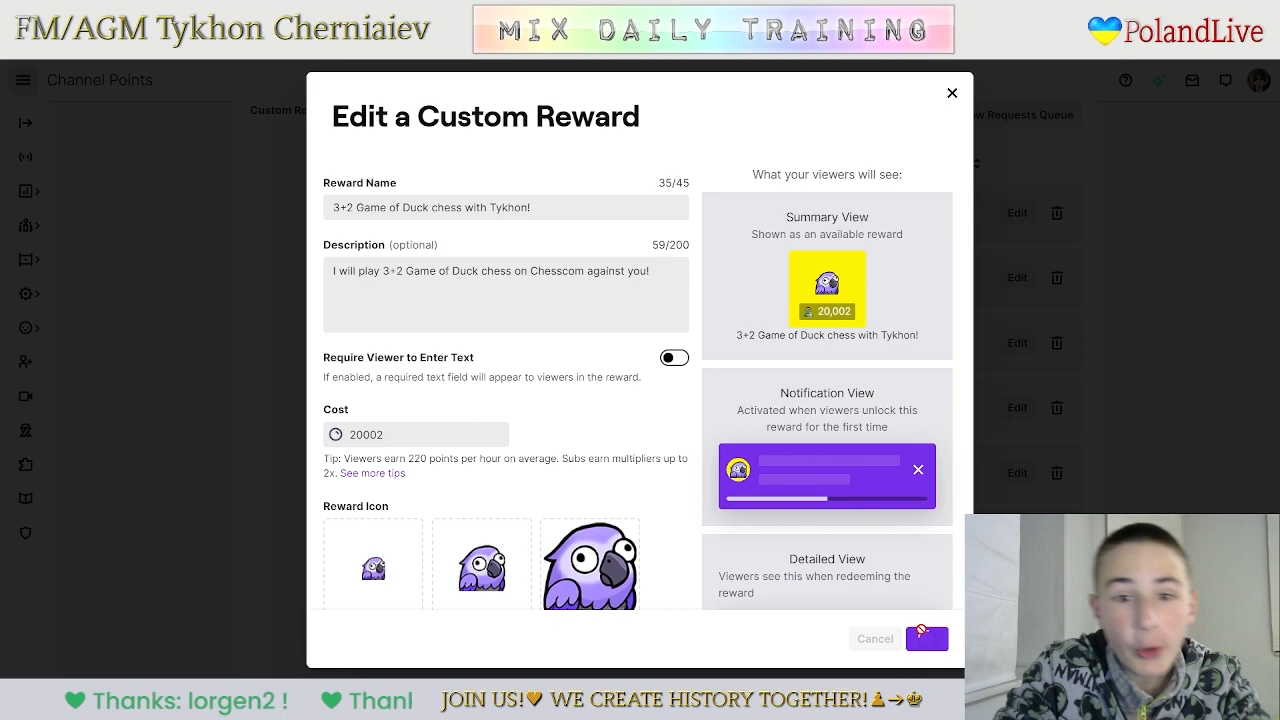 FM/AGM Tykhon Cherniaiev
MIX DAILY TRAINING
PolandLive
Channel Points
Custom Re
w Requests Queue
Edit a Custom Reward
Reward Name
35/45
3+2 Game of Duck chess with Tykhon!
Description (optional)
59/200
I will play 3+2 Game of Duck chess on Chesscom against you!
Require Viewer to Enter Text
If enabled, a required text field will appear to viewers in the reward.
Cost
20002
Tip: Viewers earn 220 points per hour on average. Subs earn multipliers up to
2x. See more tips
Reward Icon
What your viewers will see:
Summary View
Shown as an available reward
20,002
3+2 Game of Duck chess with Tykhon!
Notification View
Activated when viewers unlock this
reward for the first time
Detailed View
Viewers see this when redeeming the
reward
Cancel
Edit
Edit
Edit
Edit
Edit
Thanks: lorgen2 !
Thanl
JOIN US! WE CREATE HISTORY TOGETHER!